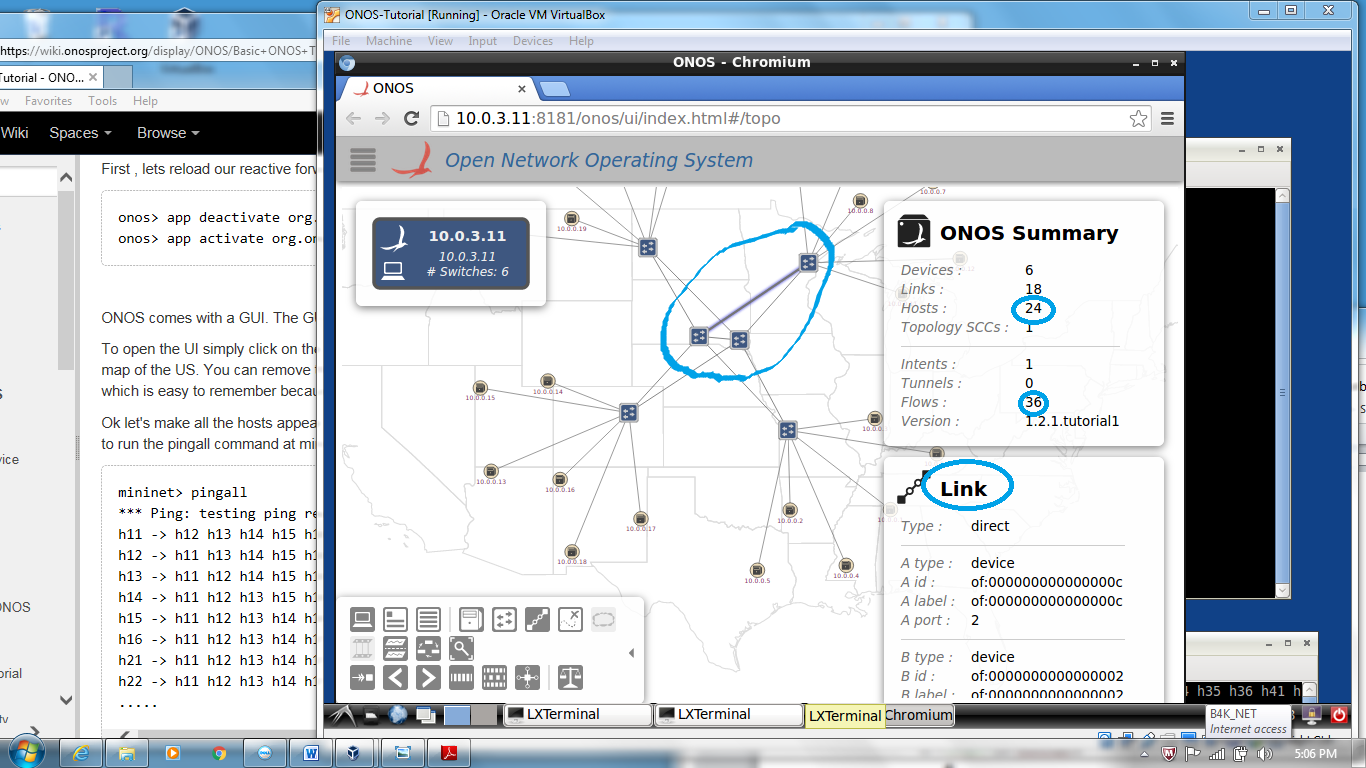 ONOS-Tutorial [Running] - Oracle VM VirtualBox
https://wiki.onosproject.org/display/ONOS/Basic+ONOS+T
File Machine View Input Devices Help
ONOS - Chromium
Tutorial - ONO...
ONOS
Favorites Tools Help
10.0.3.11:8181/onos/ui/index.html#/topo
Wiki Spaces Browse
Open Network Operating System
First , lets reload our reactive forw
onos> app deactivate org.
onos> app activate org.on
10.0.3.11
10.0.3.11
# Switches: 6
10.0.0.19
10.0.0.7
10.0.0.8
ONOS Summary
Devices : 6
Links : 18
Hosts : 24
Topology SCCs : 1
Intents : 1
Tunnels : 0
Flows : 36
Version : 1.2.1.tutorial1
ONOS comes with a GUI. The GU
To open the UI simply click on the
map of the US. You can remove
which is easy to remember becau
Ok let's make all the hosts appea
to run the pingall command at mi
10.0.0.15
10.0.0.14
10.0.0.13
10.0.0.16
10.0.0.17
10.0.0.18
10.0.0.2
10.0.0.5
10.0.0.4
Link
Type : direct
A type : device
A id : of:000000000000000c
A label : of:000000000000000c
A port : 2
B type : device
B id : of:0000000000000002
B label : of:0000000000000002
mininet> pingall
*** Ping: testing ping re
h11 -> h12 h13 h14 h15 h1
h12 -> h11 h13 h14 h15 h1
h13 -> h11 h12 h14 h15 h1
h14 -> h11 h12 h13 h15 h1
h15 -> h11 h12 h13 h14 h1
h16 -> h11 h12 h13 h14 h1
h21 -> h11 h12 h13 h14 h1
h22 -> h11 h12 h13 h14 h1
.....
h35 h36 h41 h
LXTerminal
LXTerminal
LXTerminal
Chromium
B4K_NET
Internet access
5:06 PM